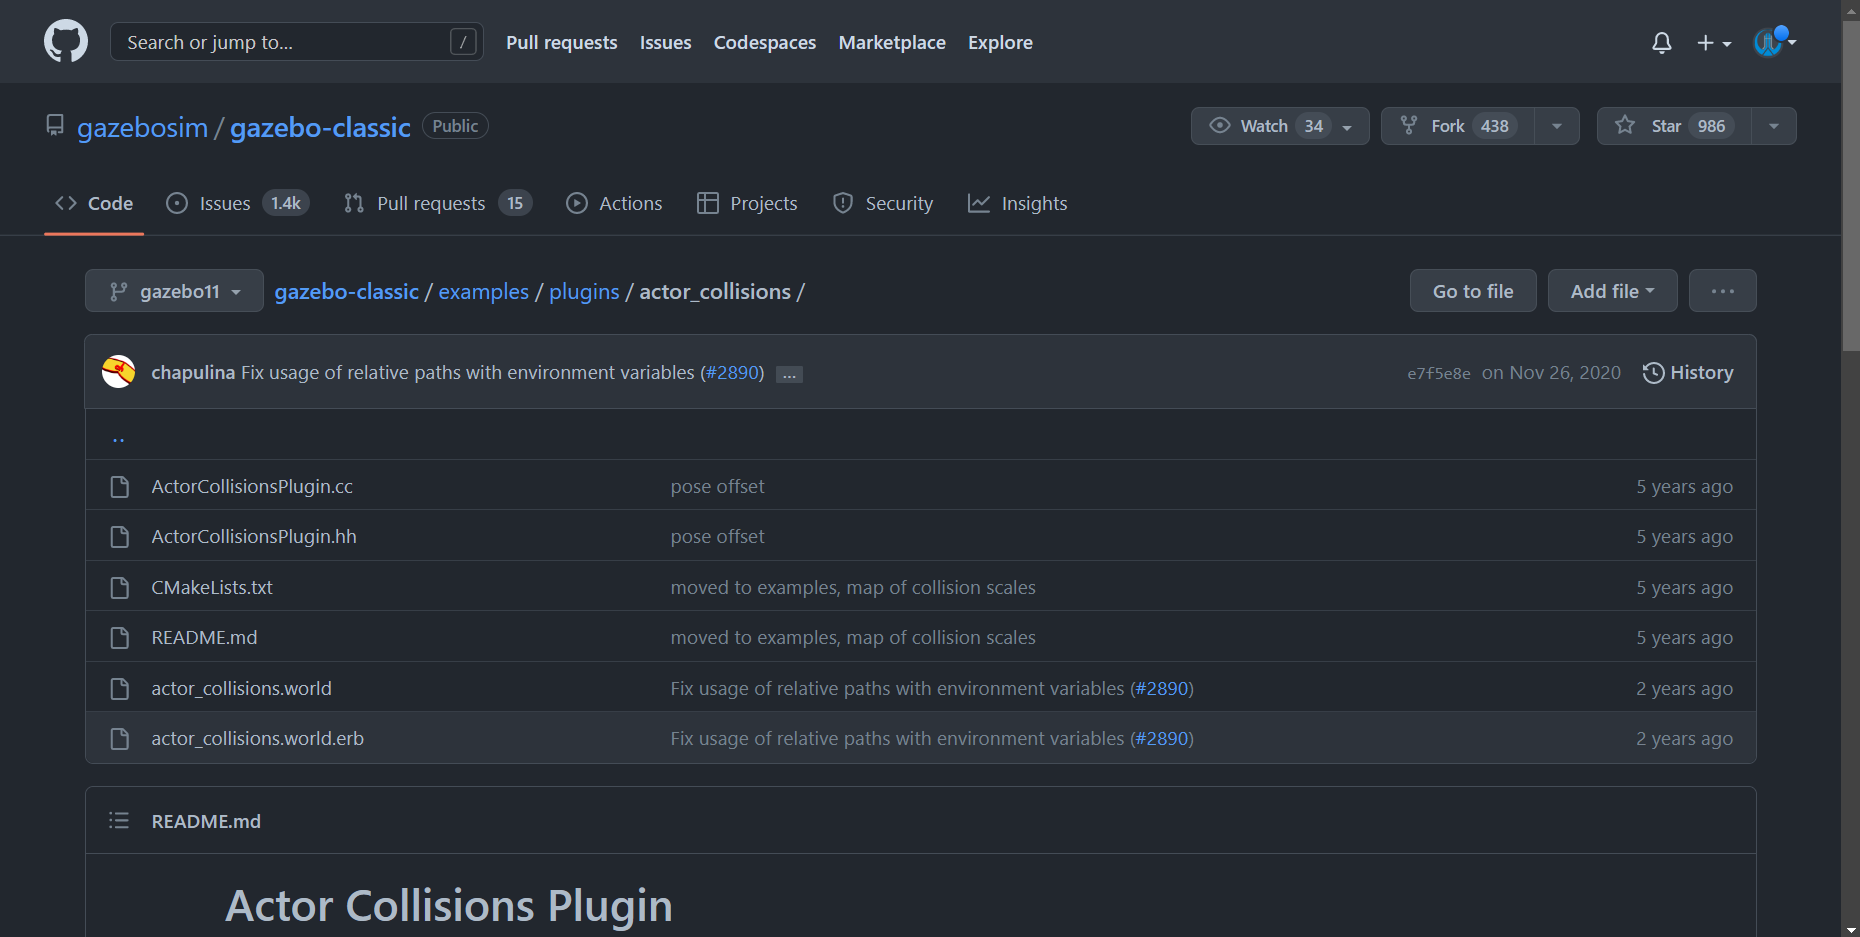 Search or jump to... /
Pull requests Issues Codespaces Marketplace Explore
gazebosim / gazebo-classic Public
Watch 34 Fork 438 Star 986
Code Issues 1.4k Pull requests 15 Actions Projects Security Insights
gazebo11 gazebo-classic / examples / plugins / actor_collisions / Go to file Add file ...
chapulina Fix usage of relative paths with environment variables (#2890) ... e7f5e8e on Nov 26, 2020 History
..
ActorCollisionsPlugin.cc pose offset 5 years ago
ActorCollisionsPlugin.hh pose offset 5 years ago
CMakeLists.txt moved to examples, map of collision scales 5 years ago
README.md moved to examples, map of collision scales 5 years ago
actor_collisions.world Fix usage of relative paths with environment variables (#2890) 2 years ago
actor_collisions.world.erb Fix usage of relative paths with environment variables (#2890) 2 years ago
README.md
Actor Collisions Plugin